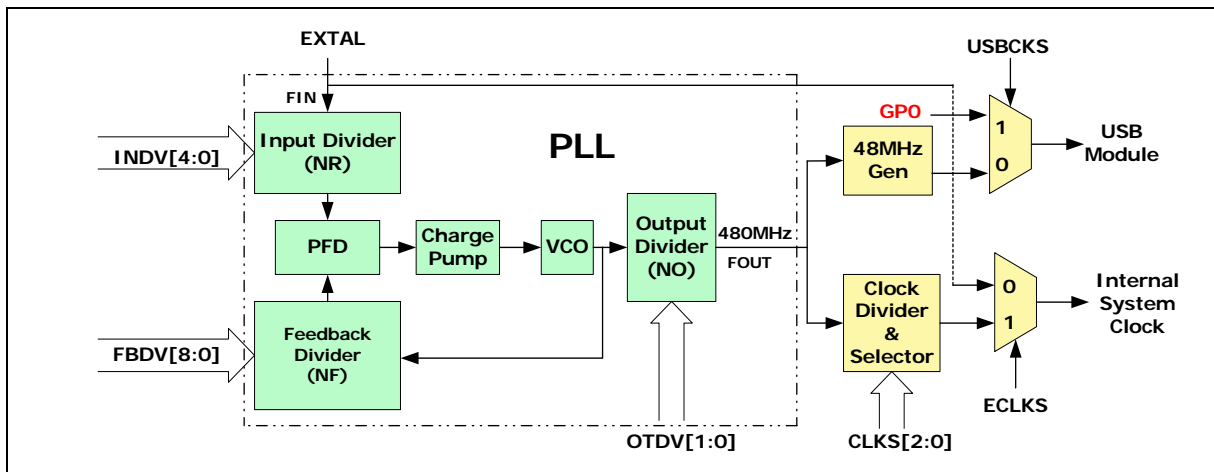 EXTAL
USBCKS
FIN
GP0
Input Divider
(NR)
PLL
1
0
48MHz
Gen
USB
Module
INDV[4:0]
PFD
Charge
Pump
VCO
Output
Divider
(NO)
480MHz
FOUT
Clock
Divider
&
Selector
0
1
Internal
System
Clock
Feedback
Divider
(NF)
FBDV[8:0]
ECLKS
OTDV[1:0]
CLKS[2:0]